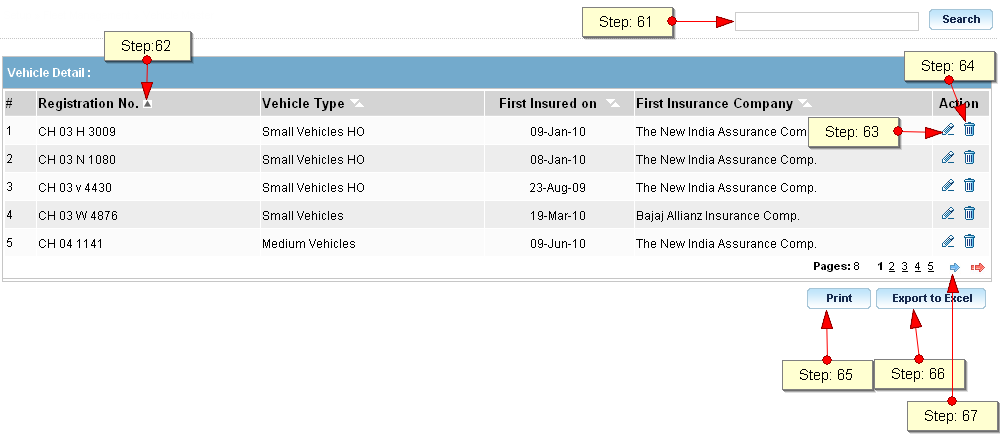 Step: 61
Search
Step:62
Vehicle Detail :
Step: 64
# Registration No. Vehicle Type First Insured on First Insurance Company Action
1 CH 03 H 3009 Small Vehicles HO 09-Jan-10 The New India Assurance Com
Step: 63
2 CH 03 N 1080 Small Vehicles HO 08-Jan-10 The New India Assurance Comp.
3 CH 03 v 4430 Small Vehicles HO 23-Aug-09 The New India Assurance Comp.
4 CH 03 W 4876 Small Vehicles 19-Mar-10 Bajaj Allianz Insurance Comp.
5 CH 04 1141 Medium Vehicles 09-Jun-10 The New India Assurance Comp.
Pages: 8 1 2 3 4 5
Print Export to Excel
Step: 65 Step: 66
Step: 67